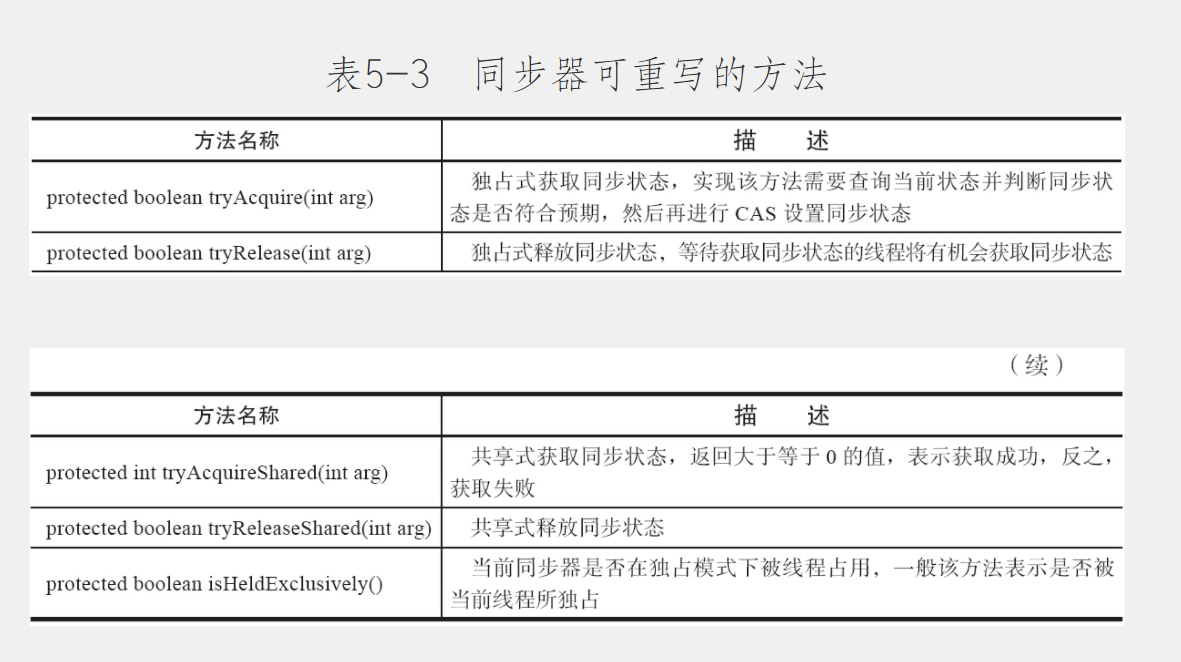 表5-3 同步器可重写的方法
方法名称 描 述
protected boolean tryAcquire(int arg) 独占式获取同步状态，实现该方法需要查询当前状态并判断同步状
态是否符合预期，然后再进行 CAS 设置同步状态
protected boolean tryRelease(int arg) 独占式释放同步状态，等待获取同步状态的线程将有机会获取同步状态
（续）
方法名称 描 述
protected int tryAcquireShared(int arg) 共享式获取同步状态，返回大于等于 0 的值，表示获取成功，反之，
获取失败
protected boolean tryReleaseShared(int arg) 共享式释放同步状态
protected boolean isHeldExclusively() 当前同步器是否在独占模式下被线程占用，一般该方法表示是否被
当前线程所独占